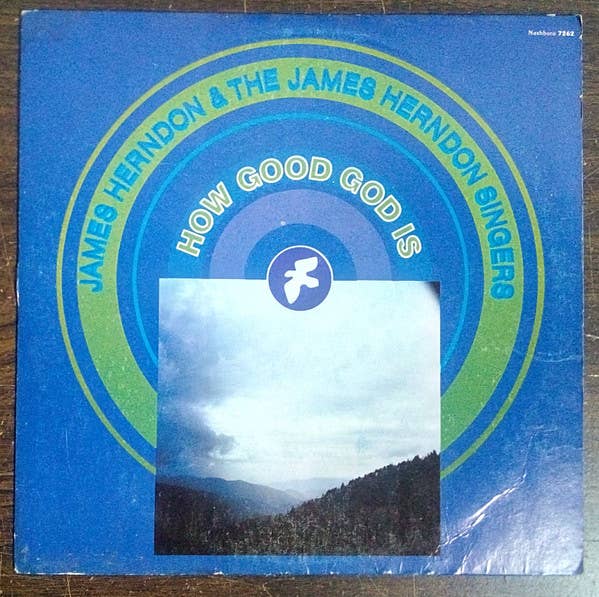 Nashboro 7262
JAMES HERNDON & THE JAMES HERNDON SINGERS
HOW GOOD GOD IS